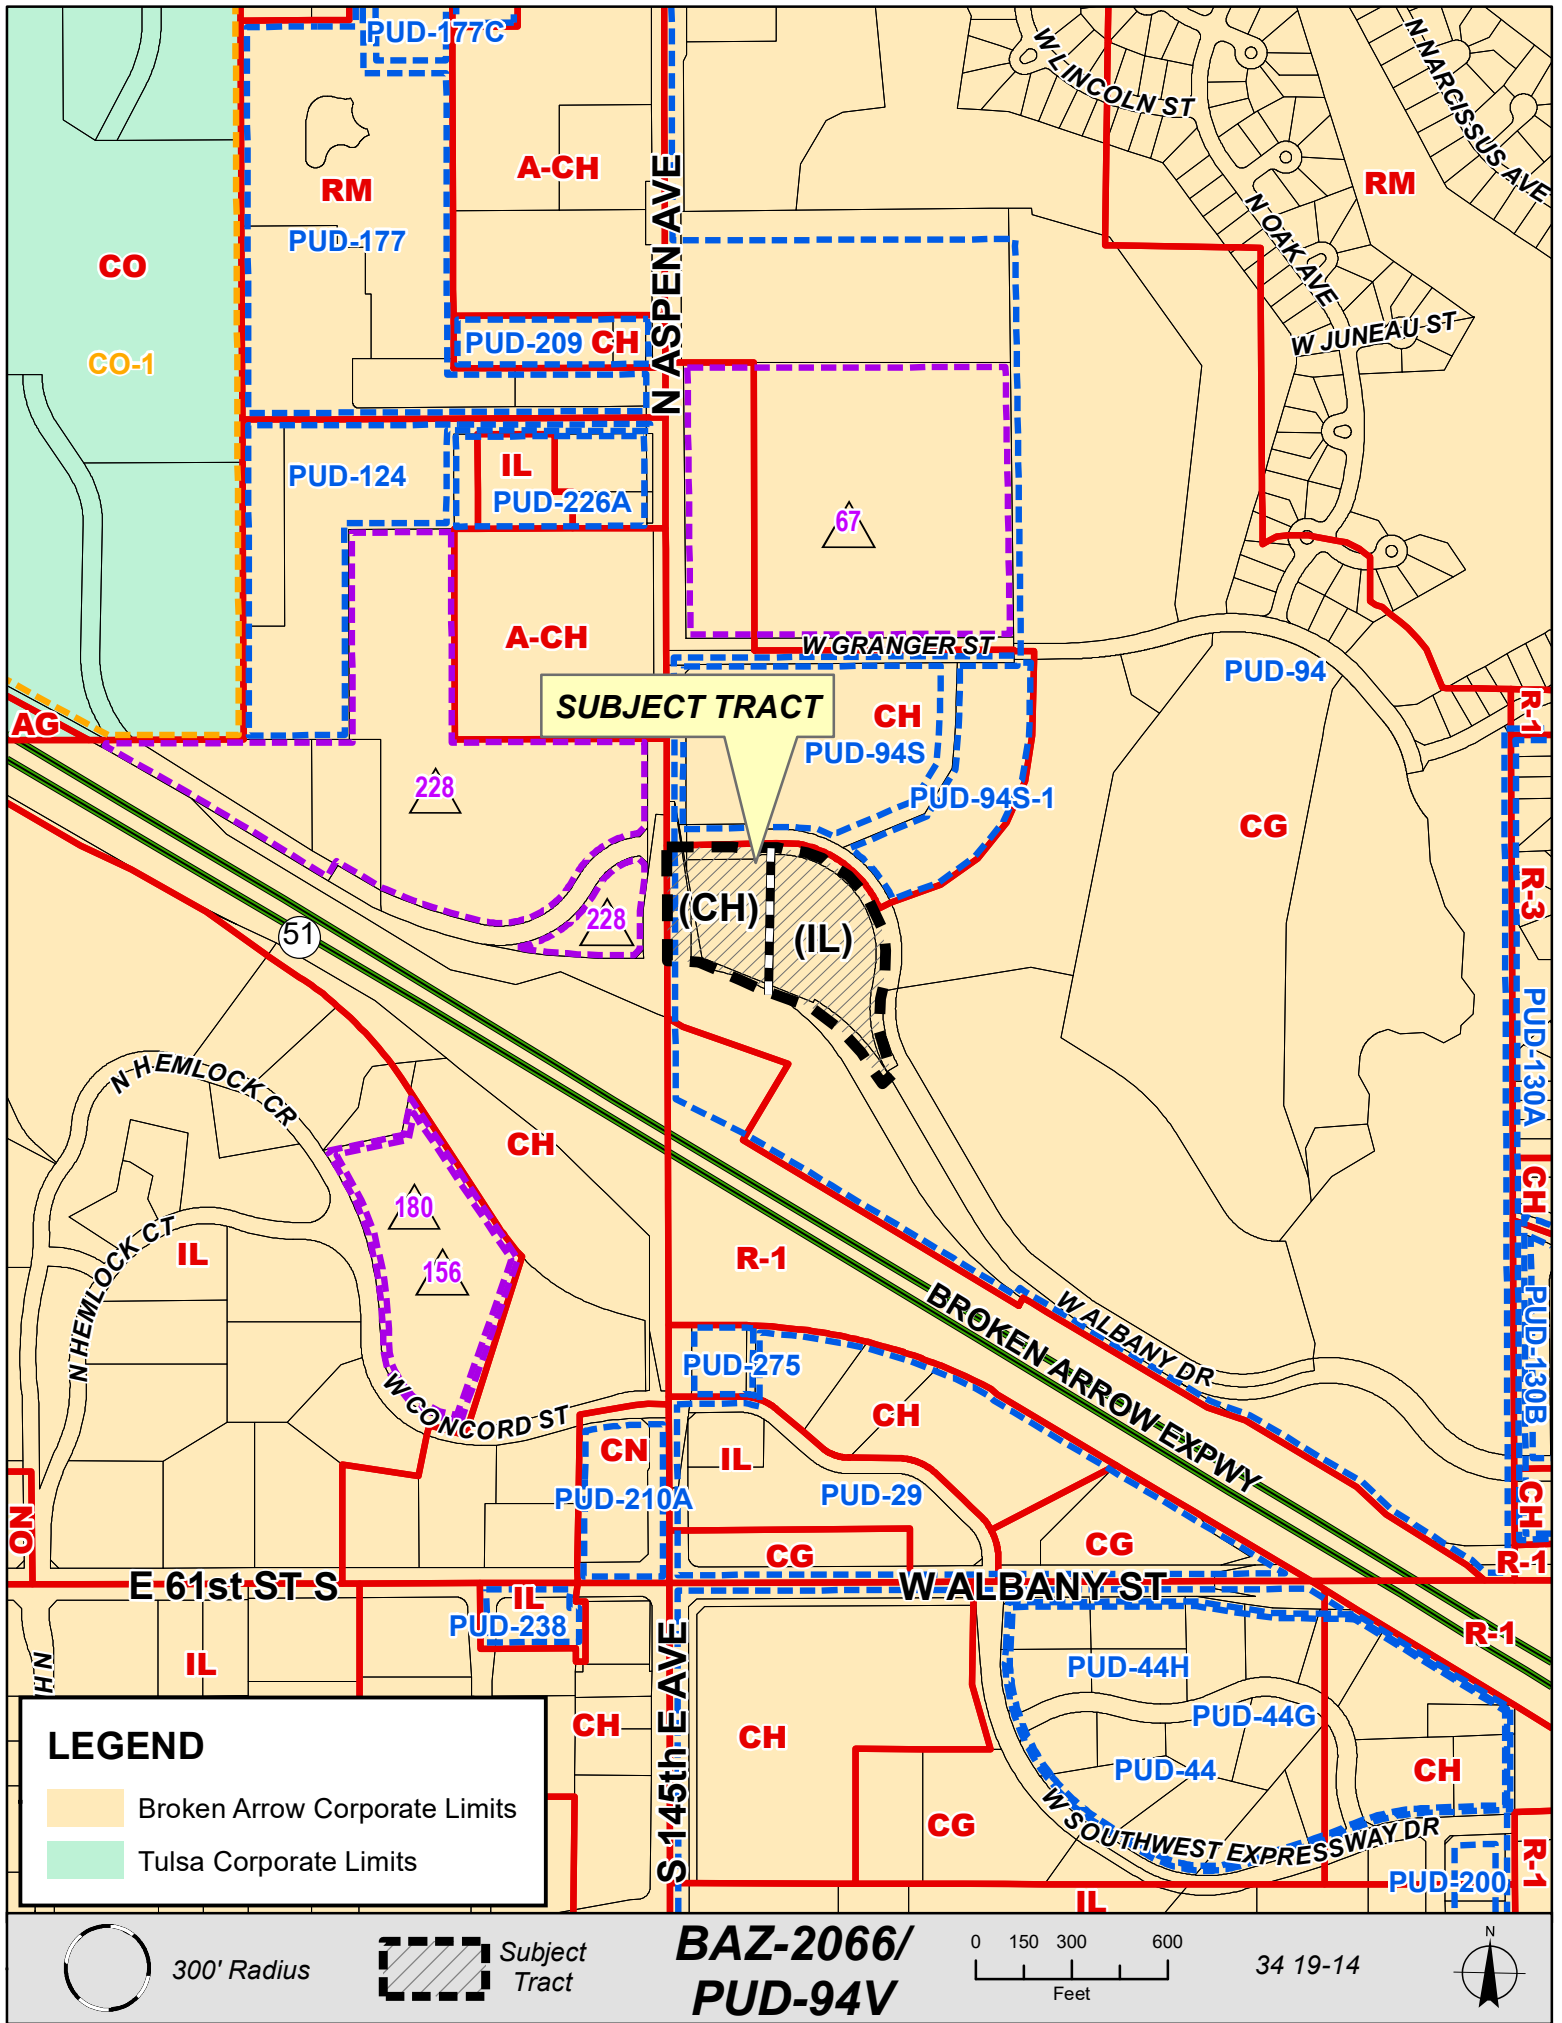 PUD-177C
W LINCOLN ST
N NARCISSUS AVE
A-CH
RM
RM
PUD-177
N OAK AVE
CO
CO-1
N ASPEN AVE
PUD-209 CH
W JUNEAU ST
PUD-124
IL
PUD-226A
67
A-CH
W GRANGER ST
PUD-94
SUBJECT TRACT
CH
PUD-94S
AG
R-1
228
PUD-94S-1
CG
R-3
228
(CH)
(IL)
51
PUD-130A
N HEMLOCK CR
CH
CH
180
N HEMLOCK CT
IL
156
R-1
BROKEN ARROW EXPWY
W ALBANY DR
PUD-130B
PUD-275
W CONCORD ST
CH
CN
IL
PUD-210A
PUD-29
ON
CH
CG
CG
R-1
E 61st ST S
W ALBANY ST
IL
PUD-238
R-1
H N
IL
S 145th E AVE
PUD-44H
PUD-44G
CH
CH
PUD-44
CH
W SOUTHWEST EXPRESSWAY DR
CG
R-1
PUD-200
IL
LEGEND
Broken Arrow Corporate Limits
Tulsa Corporate Limits
300' Radius
Subject
Tract
BAZ-2066/
PUD-94V
0 150 300 600
Feet
34 19-14
N